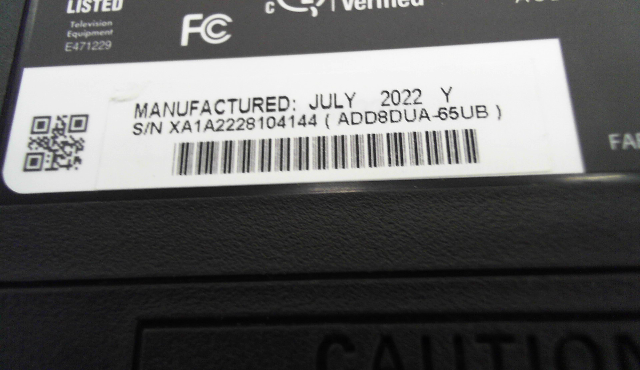 LISTED
Television
Equipment
E471229
FC
C
Verified
MANUFACTURED: JULY 2022 Y
S/N XA1A2228104144 ( ADD8DUA-65UB )
CAUTION